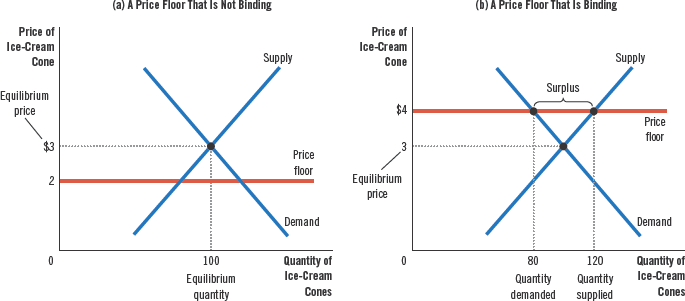 (a) A Price Floor That Is Not Binding
Price of
Ice-Cream
Cone
Supply
Equilibrium
price
$3
Price
floor
2
Demand
0
100
Quantity of
Ice-Cream
Cones
Equilibrium
quantity
(b) A Price Floor That Is Binding
Price of
Ice-Cream
Cone
Supply
Surplus
$4
Price
floor
3
Equilibrium
price
Demand
0
80
120
Quantity of
Ice-Cream
Cones
Quantity
demanded
Quantity
supplied